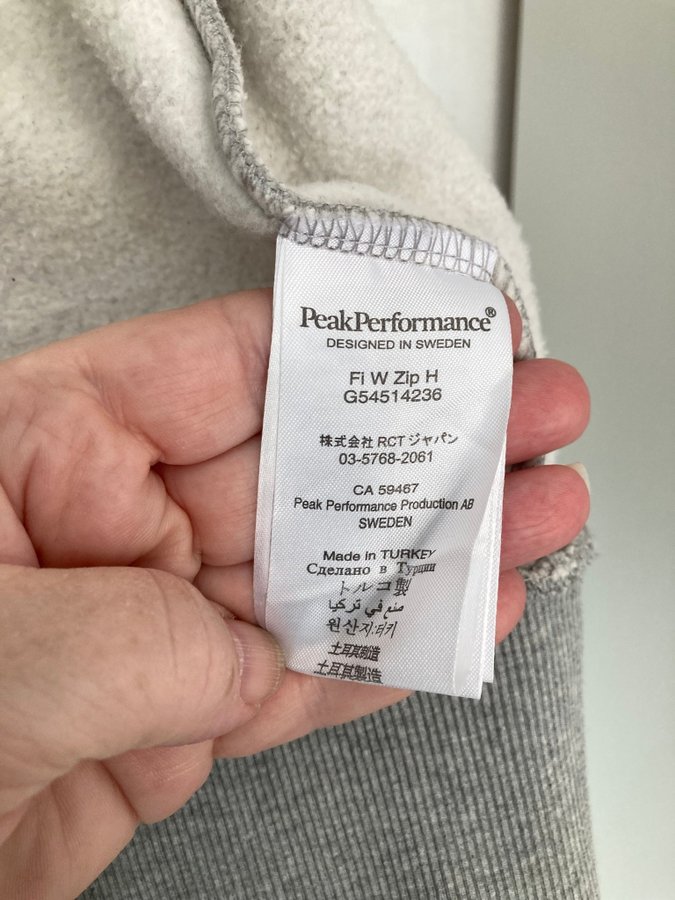 PeakPerformance®
DESIGNED IN SWEDEN
Fi W Zip H
G54514236
株式会社 RCT ジャパン
03-5768-2061
CA 59467
Peak Performance Production AB
SWEDEN
Made in TURKEY
Сделано в Турции
トルコ製
صنع في تركيا
원산지:터키
土耳其制造
土耳其製造